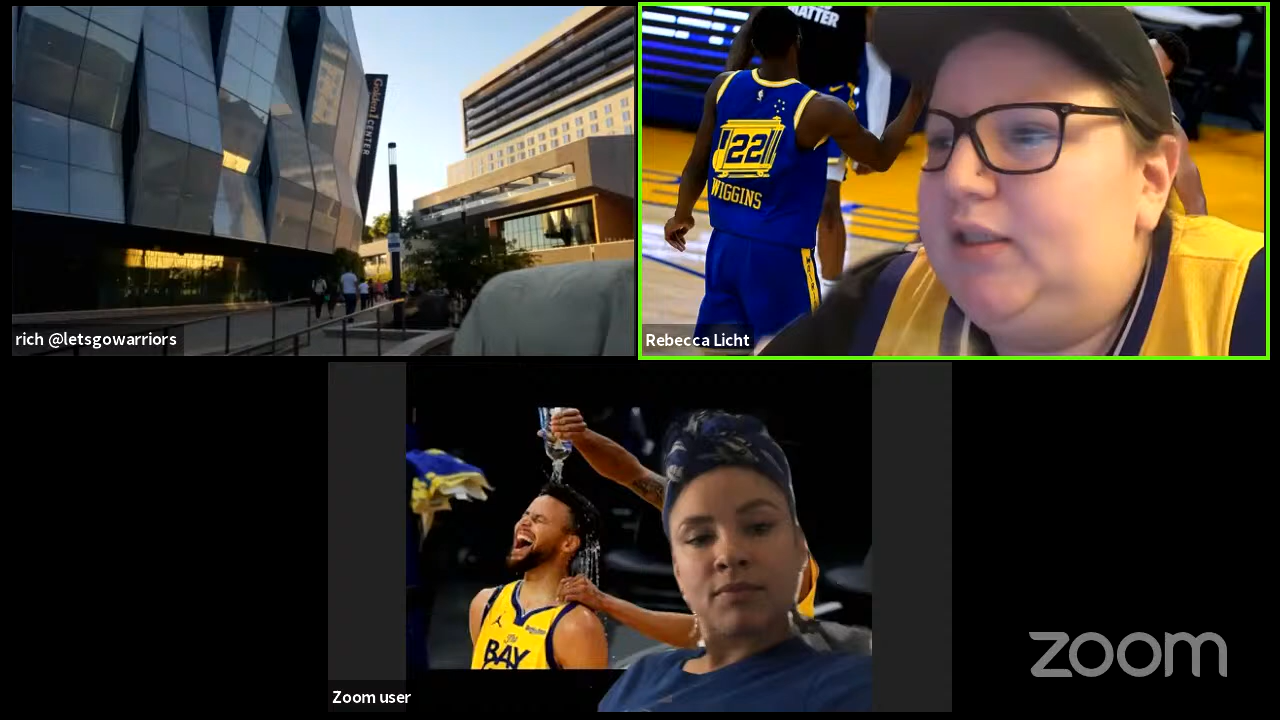 Golden 1 CENTER
rich @letsgowarriors
MATTER
22
WIGGINS
Rebecca Licht
The
BAY
Zoom user
zoom